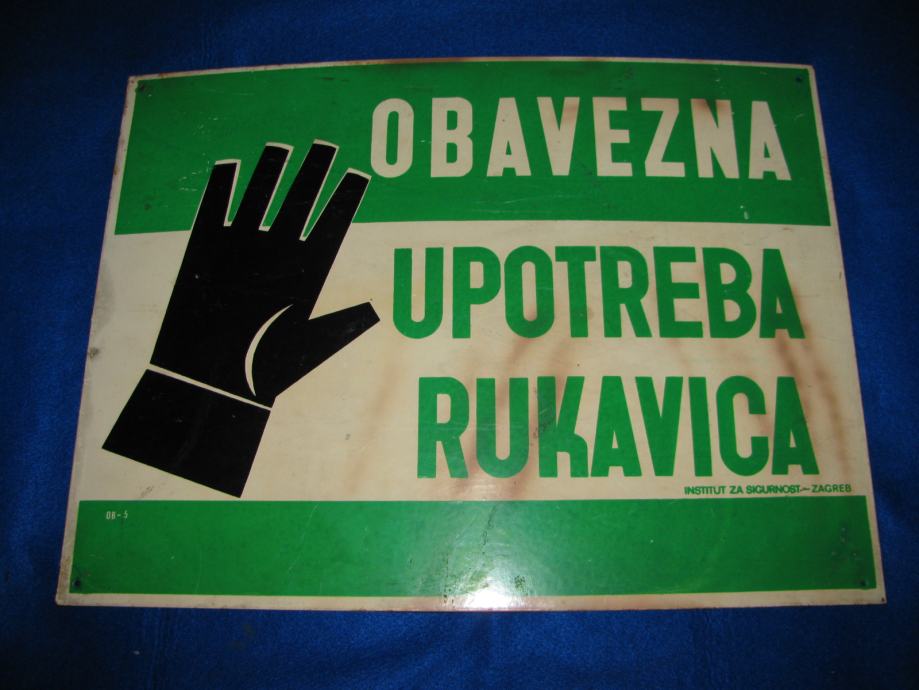 OBAVEZNA
UPOTREBA
RUKAVICA
INSTITUT ZA SIGURNOST - ZAGREB
OB-5